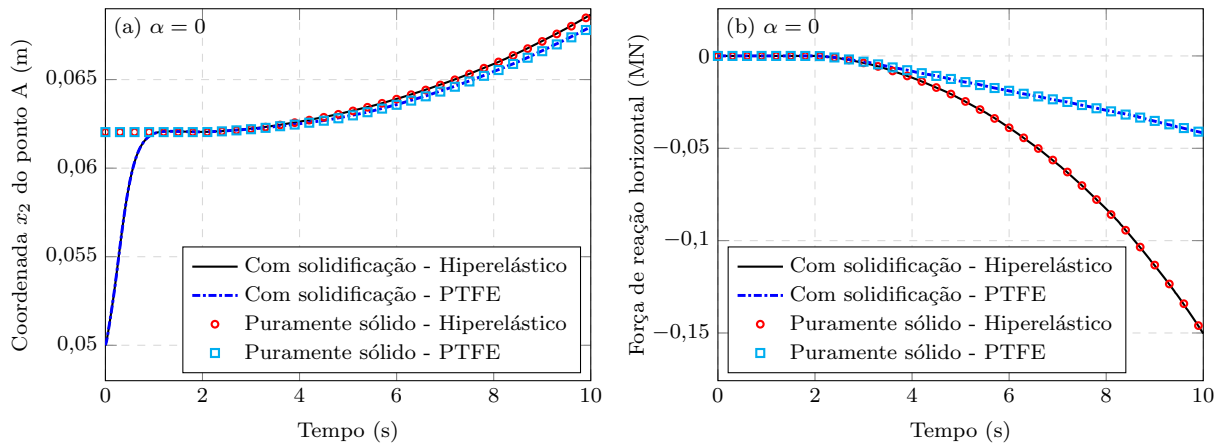 (a) α = 0
Coordenada x₂ do ponto A (m)
0,065
0,06
0,055
0,05
0 2 4 6 8 10
Tempo (s)
Com solidificação - Hiperelástico
Com solidificação - PTFE
Puramente sólido - Hiperelástico
Puramente sólido - PTFE
(b) α = 0
Força de reação horizontal (MN)
0
−0,05
−0,1
−0,15
0 2 4 6 8 10
Tempo (s)
Com solidificação - Hiperelástico
Com solidificação - PTFE
Puramente sólido - Hiperelástico
Puramente sólido - PTFE